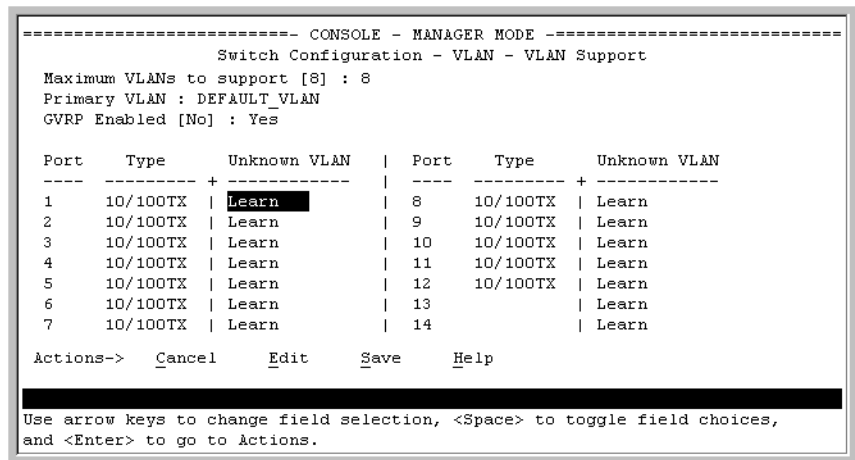 ==========================- CONSOLE - MANAGER MODE -============================
Switch Configuration - VLAN - VLAN Support
Maximum VLANs to support [8] : 8
Primary VLAN : DEFAULT_VLAN
GVRP Enabled [No] : Yes
Port Type Unknown VLAN | Port Type Unknown VLAN
---- --------- + ------------ | ---- --------- + ------------
1 10/100TX | Learn | 8 10/100TX | Learn
2 10/100TX | Learn | 9 10/100TX | Learn
3 10/100TX | Learn | 10 10/100TX | Learn
4 10/100TX | Learn | 11 10/100TX | Learn
5 10/100TX | Learn | 12 10/100TX | Learn
6 10/100TX | Learn | 13 | Learn
7 10/100TX | Learn | 14 | Learn
Actions-> Cancel Edit Save Help
Use arrow keys to change field selection, <Space> to toggle field choices,
and <Enter> to go to Actions.